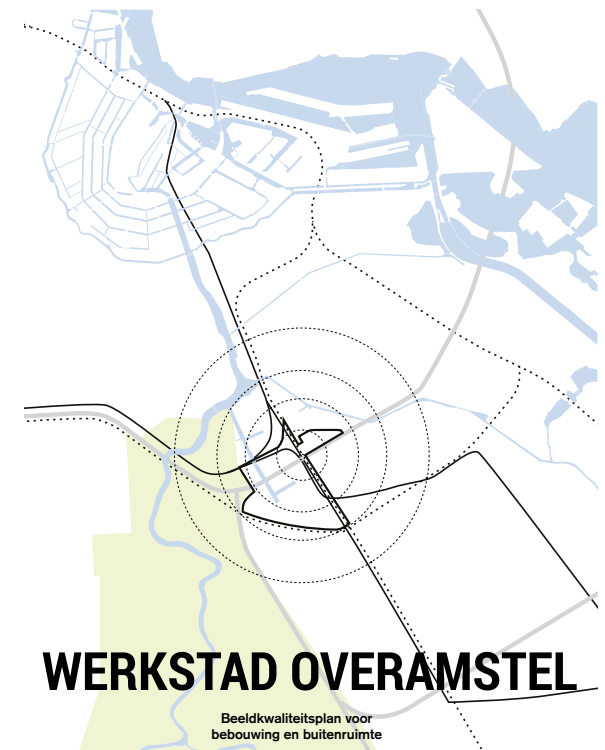 WERKSTAD OVERAMSTEL
Beeldkwaliteitsplan voor
bebouwing en buitenruimte